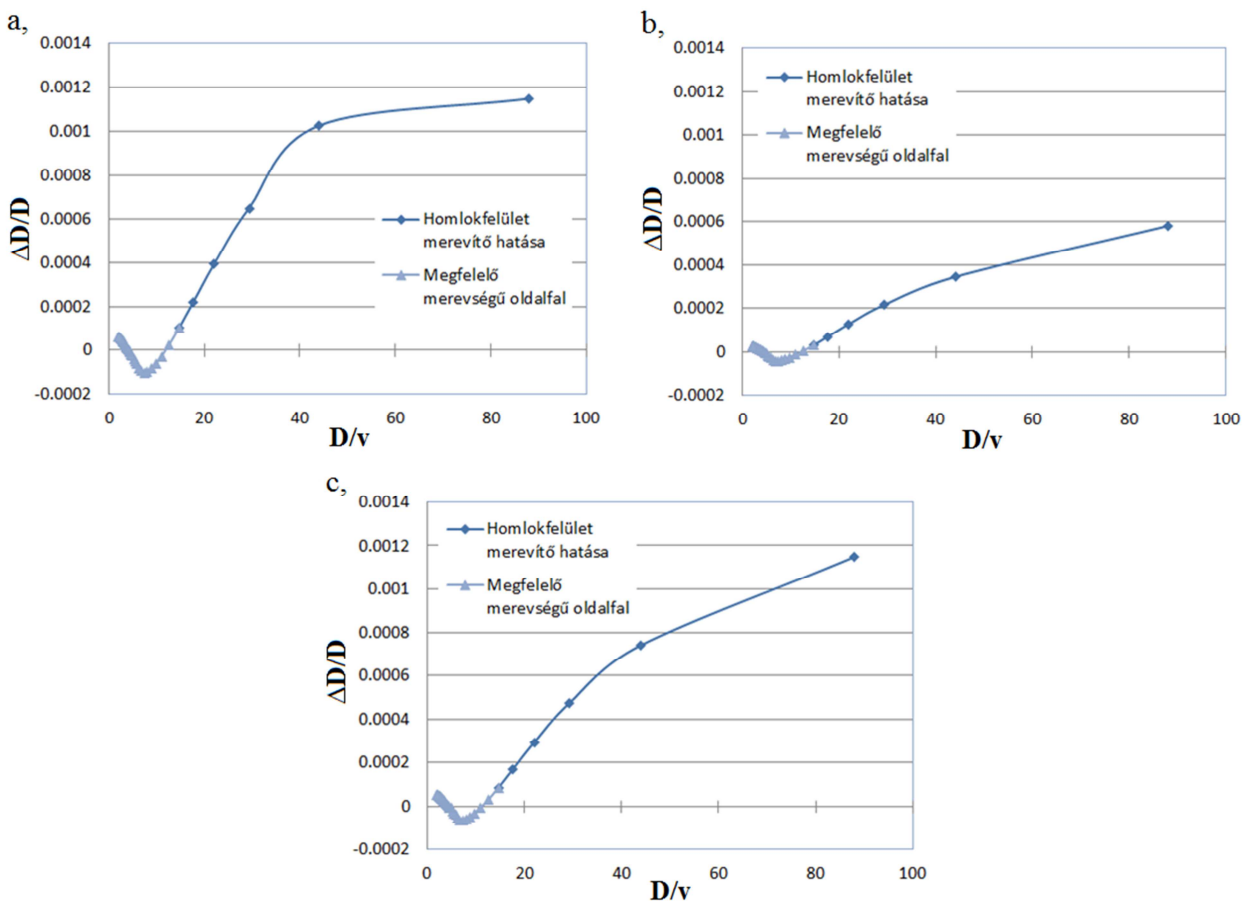 a,
0.0014
0.0012
0.001
0.0008
0.0006
0.0004
0.0002
0
-0.0002
ΔD/D
Homlokfelület
merevítő hatása
Megfelelő
merevségű oldalfal
0 20 40 60 80 100
D/v
b,
0.0014
0.0012
0.001
0.0008
0.0006
0.0004
0.0002
0
-0.0002
ΔD/D
Homlokfelület
merevítő hatása
Megfelelő
merevségű oldalfal
0 20 40 60 80 100
D/v
c,
0.0014
0.0012
0.001
0.0008
0.0006
0.0004
0.0002
0
-0.0002
ΔD/D
Homlokfelület
merevítő hatása
Megfelelő
merevségű oldalfal
0 20 40 60 80 100
D/v